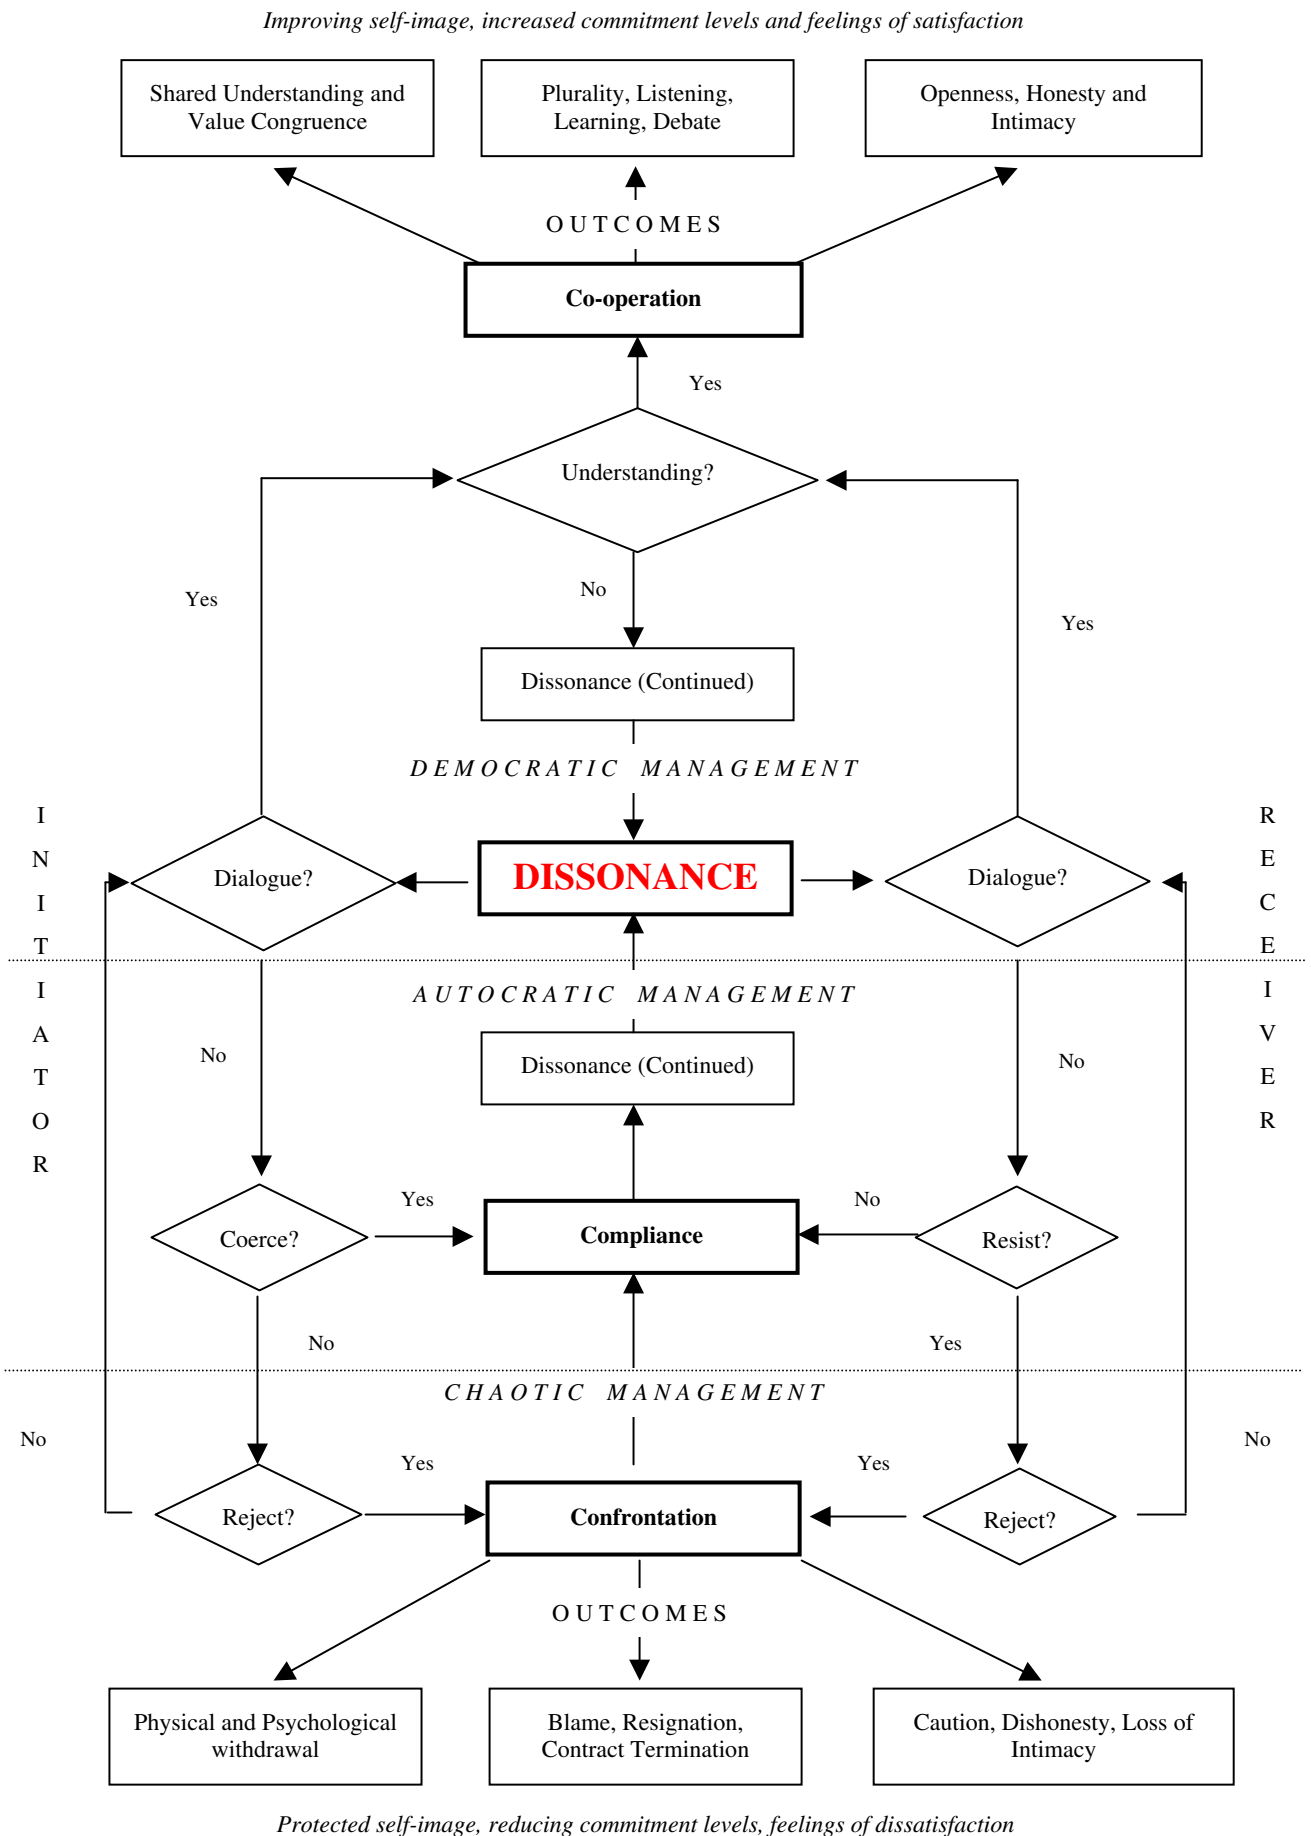 Improving self-image, increased commitment levels and feelings of satisfaction
Shared Understanding and
Value Congruence
Plurality, Listening,
Learning, Debate
Openness, Honesty and
Intimacy
OUTCOMES
Co-operation
Yes
Understanding?
No
Yes
Yes
Dissonance (Continued)
DEMOCRATIC MANAGEMENT
INITIATOR
RECEIVER
Dialogue?
DISSONANCE
Dialogue?
AUTOCRATIC MANAGEMENT
No
Dissonance (Continued)
No
Coerce?
Yes
Compliance
No
Resist?
No
Yes
CHAOTIC MANAGEMENT
No
Yes
Yes
No
Reject?
Confrontation
Reject?
OUTCOMES
Physical and Psychological
withdrawal
Blame, Resignation,
Contract Termination
Caution, Dishonesty, Loss of
Intimacy
Protected self-image, reducing commitment levels, feelings of dissatisfaction